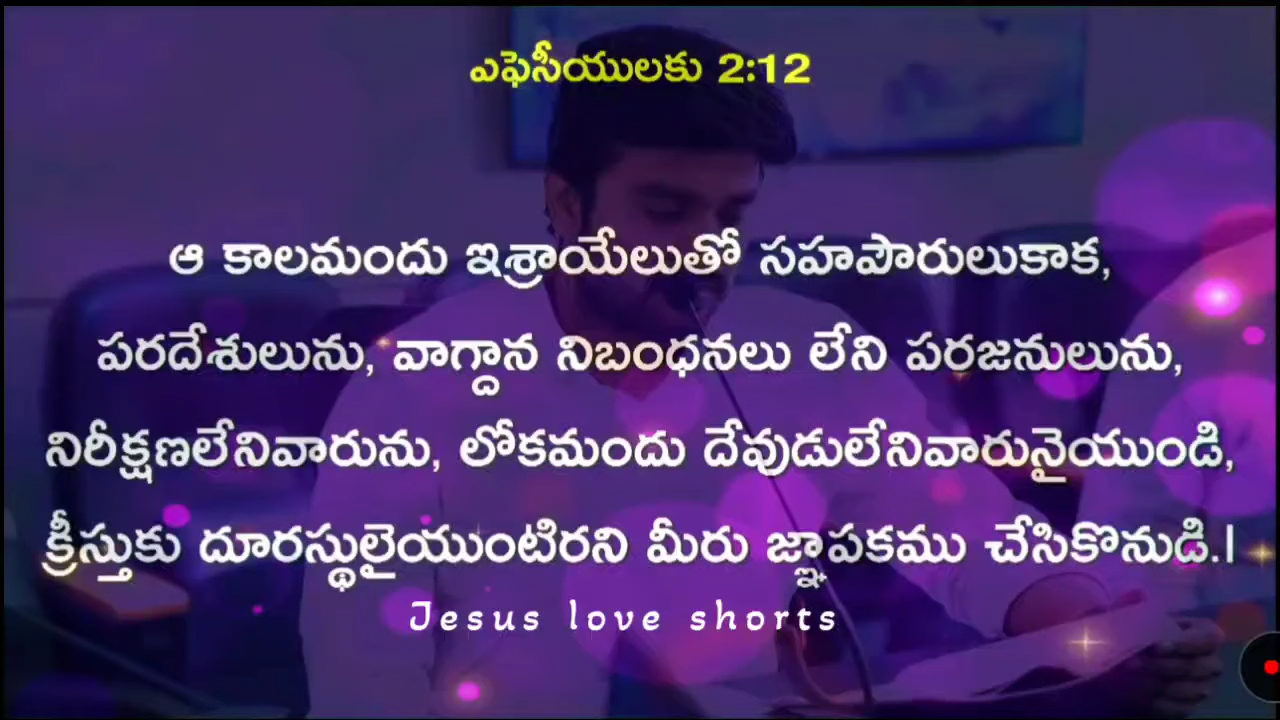 ఎఫెసీయులకు 2:12
ఆ కాలమందు ఇశ్రాయేలుతో సహపౌరులుకాక,
పరదేశులును, వాగ్దాన నిబంధనలు లేని పరజనులును,
నిరీక్షణలేనివారును, లోకమందు దేవుడులేనివారునైయుండి,
క్రీస్తుకు దూరస్థులైయుంటిరని మీరు జ్ఞాపకము చేసికొనుడి.|
Jesus love shorts